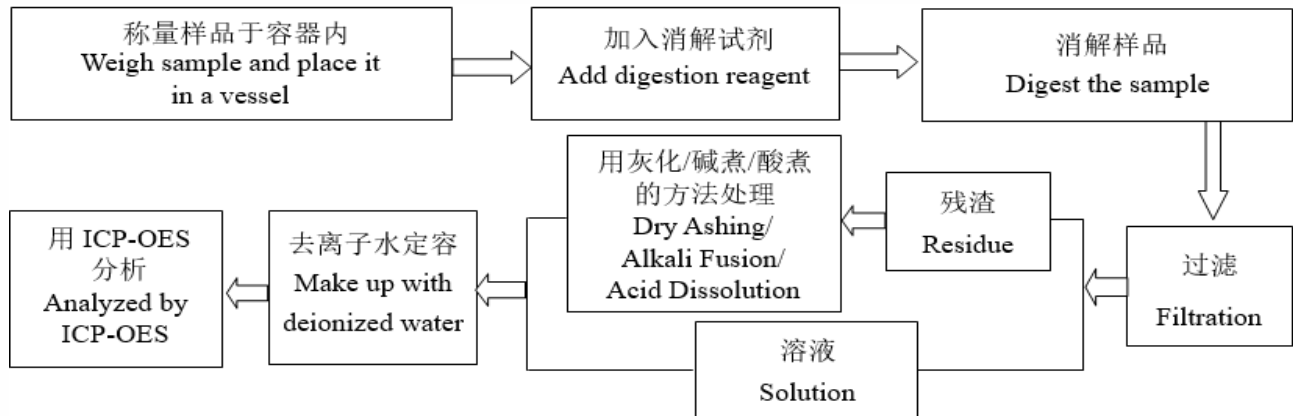 称量样品于容器内
Weigh sample and place it
in a vessel
加入消解试剂
Add digestion reagent
消解样品
Digest the sample
过滤
Filtration
残渣
Residue
用灰化/碱煮/酸煮
的方法处理
Dry Ashing/
Alkali Fusion/
Acid Dissolution
溶液
Solution
去离子水定容
Make up with
deionized water
用 ICP-OES
分析
Analyzed by
ICP-OES